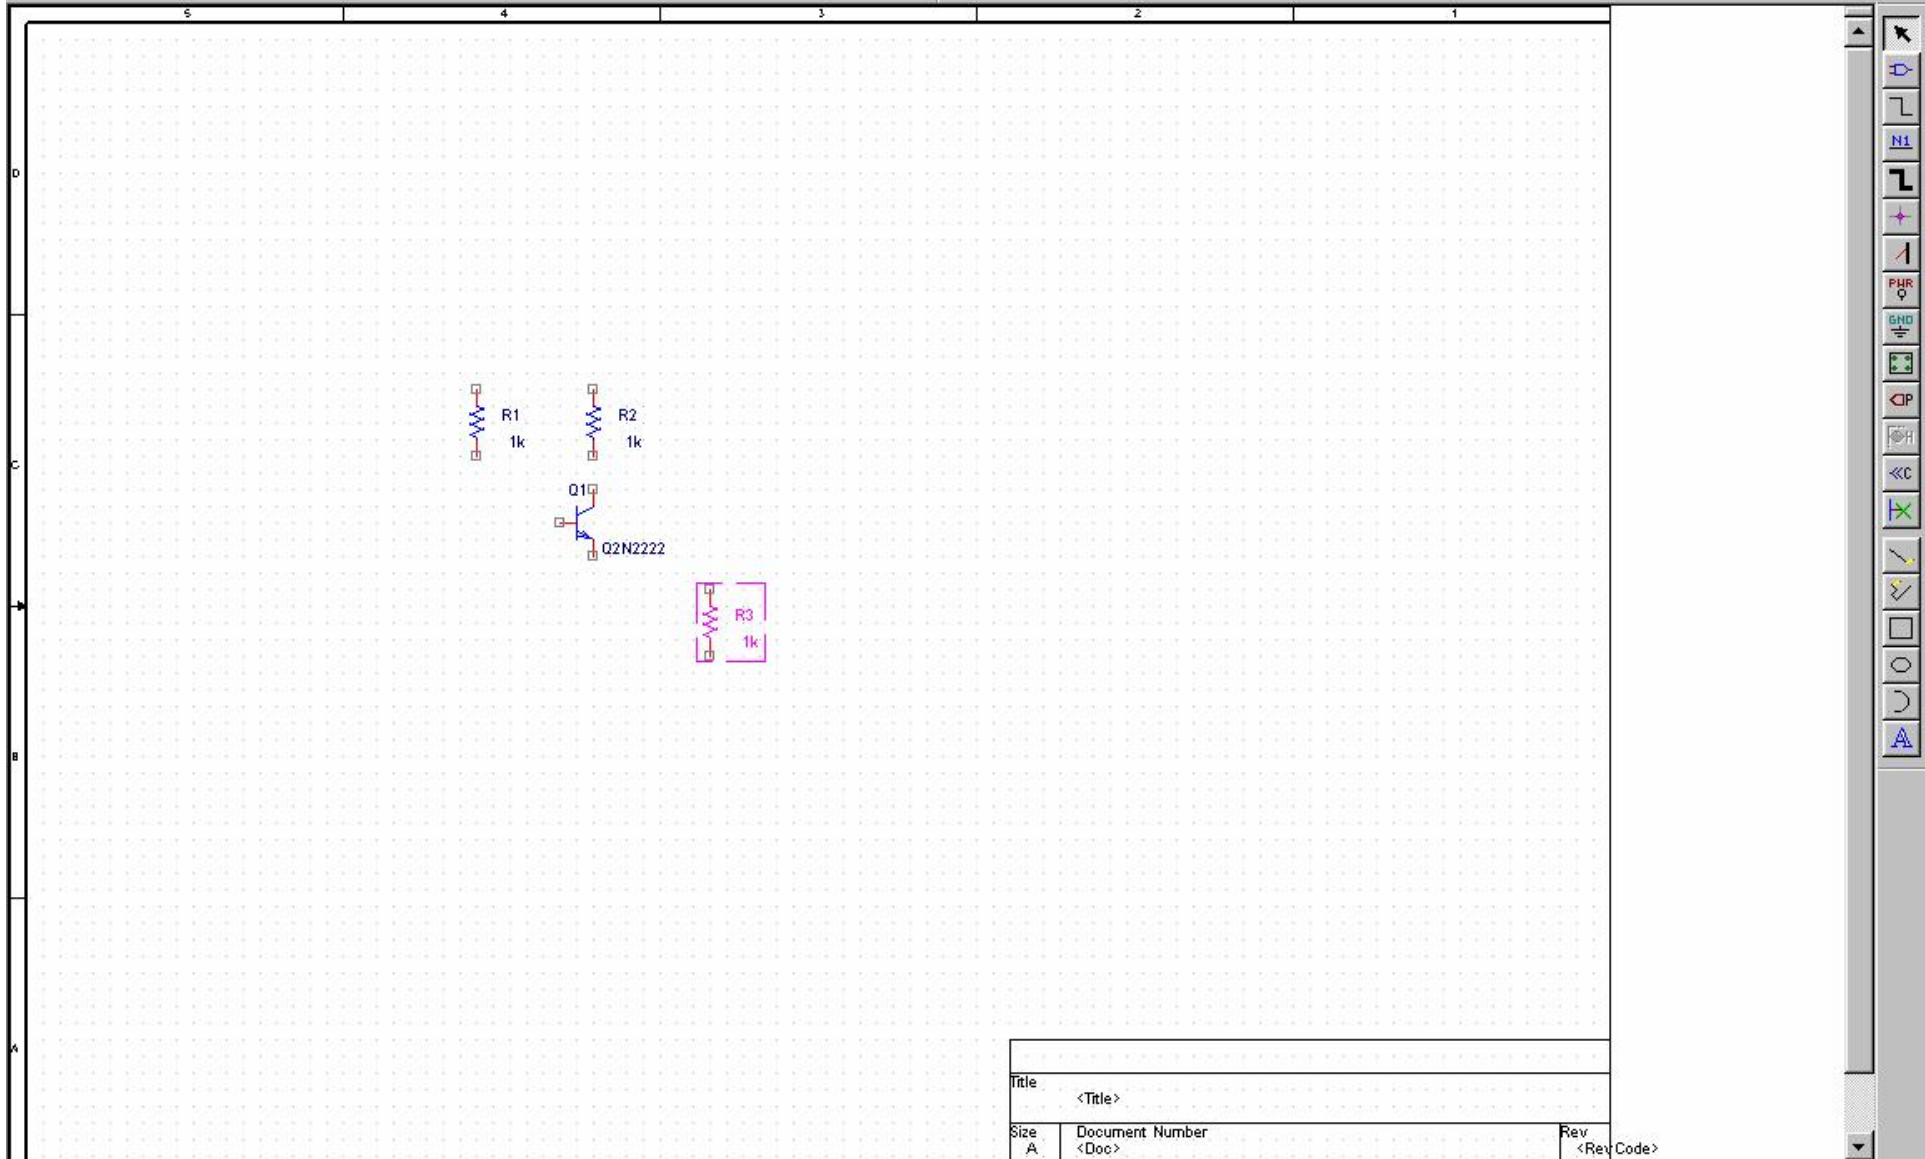 5 4 3 2 1
D
C
B
A
R1
1k
R2
1k
Q1
Q2N2222
R3
1k
Title
<Title>
Size
A
Document Number
<Doc>
Rev
<RevCode>
N1
PWR
GND
P
H
C
A